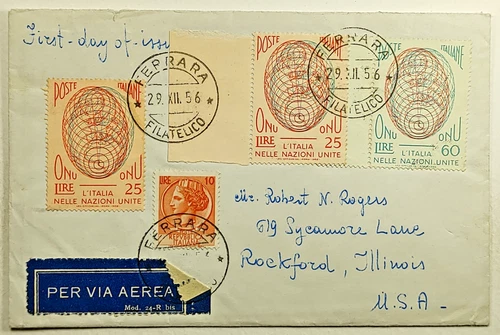 First-day of issu
FERRARA
29.XII.56
FILATELICO
POSTE ITALIANE
ONU ONU
LIRE 25
L'ITALIA
NELLE NAZIONI UNITE
POSTE ITALIANE
ONU ONU
LIRE 25
L'ITALIA
NELLE NAZIONI UNITE
FERRARA
29.XII.56
FILATELICO
POSTE ITALIANE
ONU ONU
LIRE 60
L'ITALIA
NELLE NAZIONI UNITE
LIRE 10
FERRARA
Mr. Robert N. Rogers
619 Sycamore Lane
Rockford, Illinois
U.S.A-
PER VIA AEREA
Mod. 24-R bis